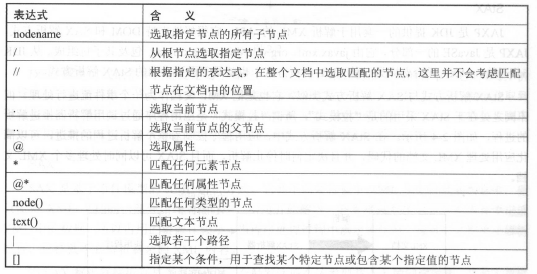 表达式 含 义
nodename 选取指定节点的所有子节点
/ 从根节点选取指定节点
// 根据指定的表达式，在整个文档中选取匹配的节点，这里并不会考虑匹配
节点在文档中的位置
. 选取当前节点
.. 选取当前节点的父节点
@ 选取属性
* 匹配任何元素节点
@* 匹配任何属性节点
node() 匹配任何类型的节点
text() 匹配文本节点
| 选取若干个路径
[] 指定某个条件，用于查找某个特定节点或包含某个指定值的节点